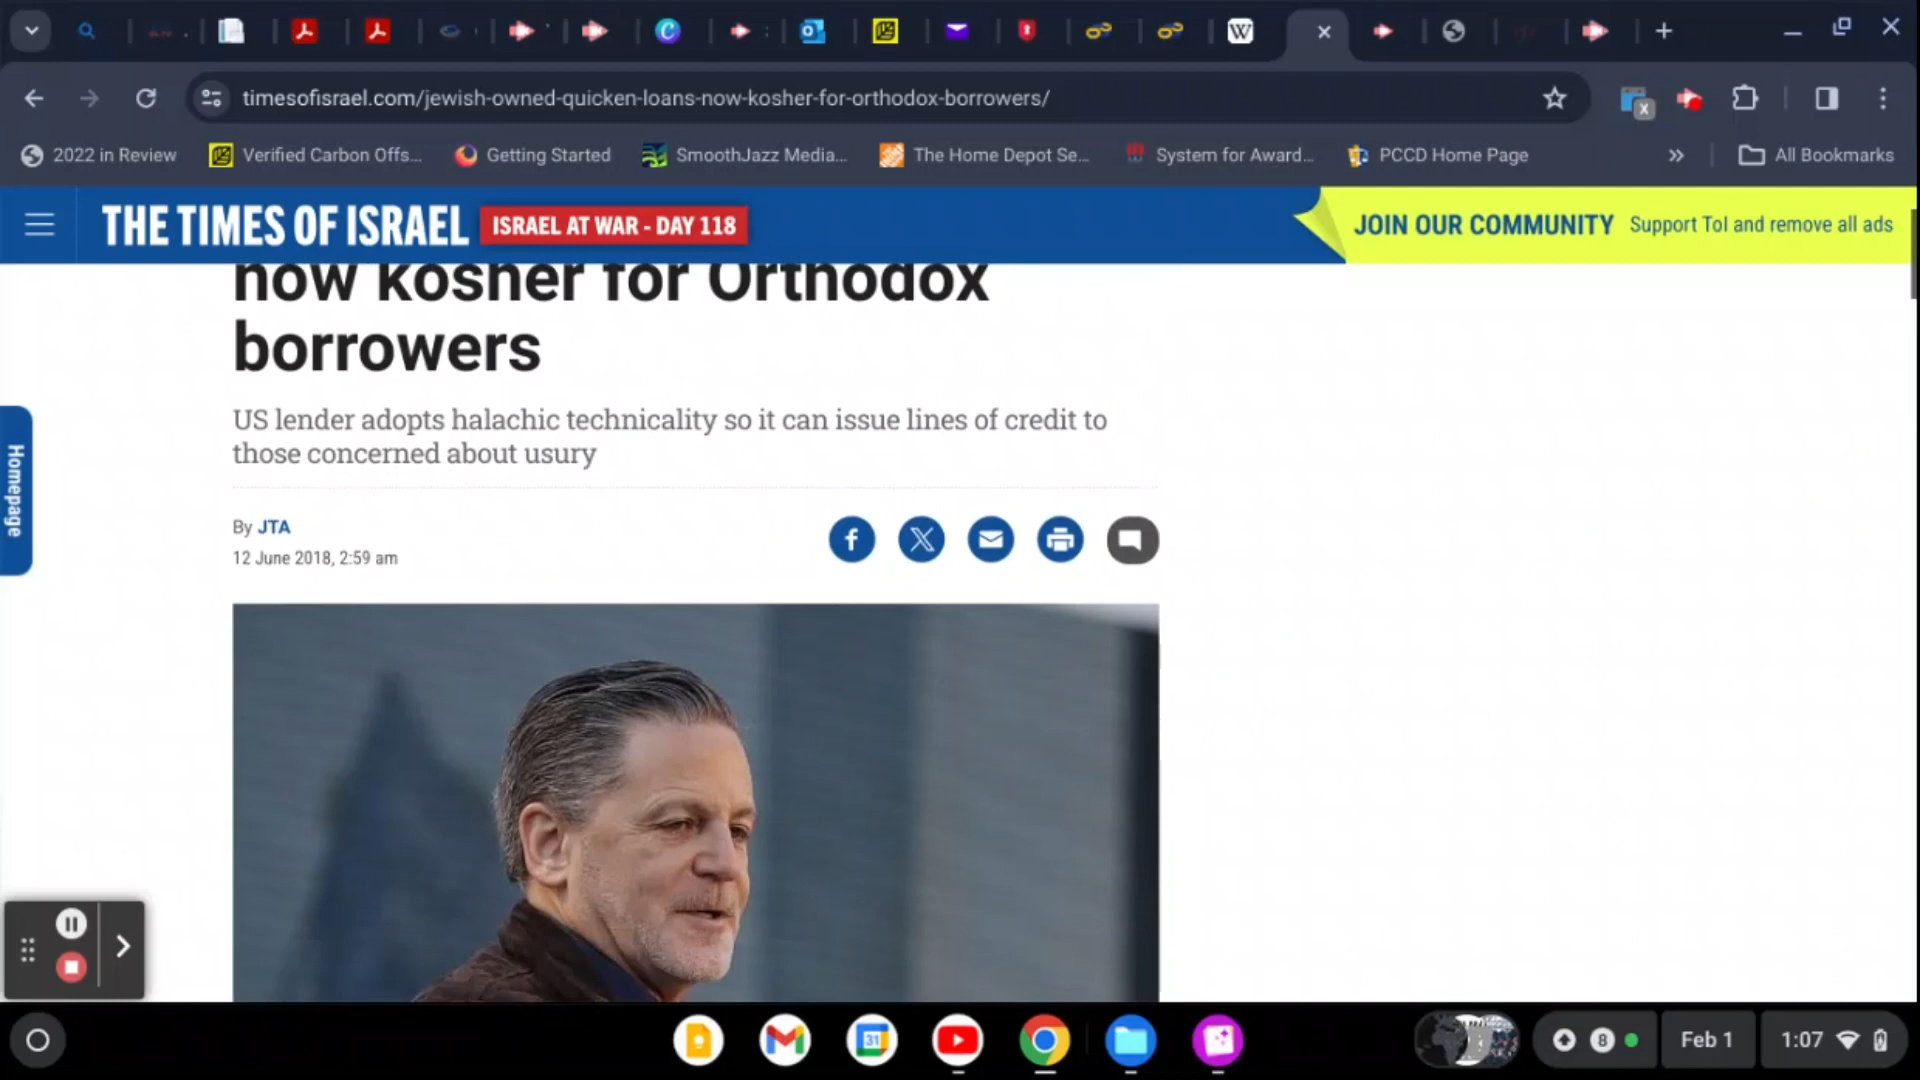 timesofisrael.com/jewish-owned-quicken-loans-now-kosher-for-orthodox-borrowers/
2022 in Review
Verified Carbon Offs...
Getting Started
SmoothJazz Media...
The Home Depot Se...
System for Award...
PCCD Home Page
All Bookmarks
THE TIMES OF ISRAEL
ISRAEL AT WAR - DAY 118
JOIN OUR COMMUNITY
Support ToI and remove all ads
now kosher for Orthodox
borrowers
US lender adopts halachic technicality so it can issue lines of credit to
those concerned about usury
Homepage
By JTA
12 June 2018, 2:59 am
31
8
Feb 1
1:07